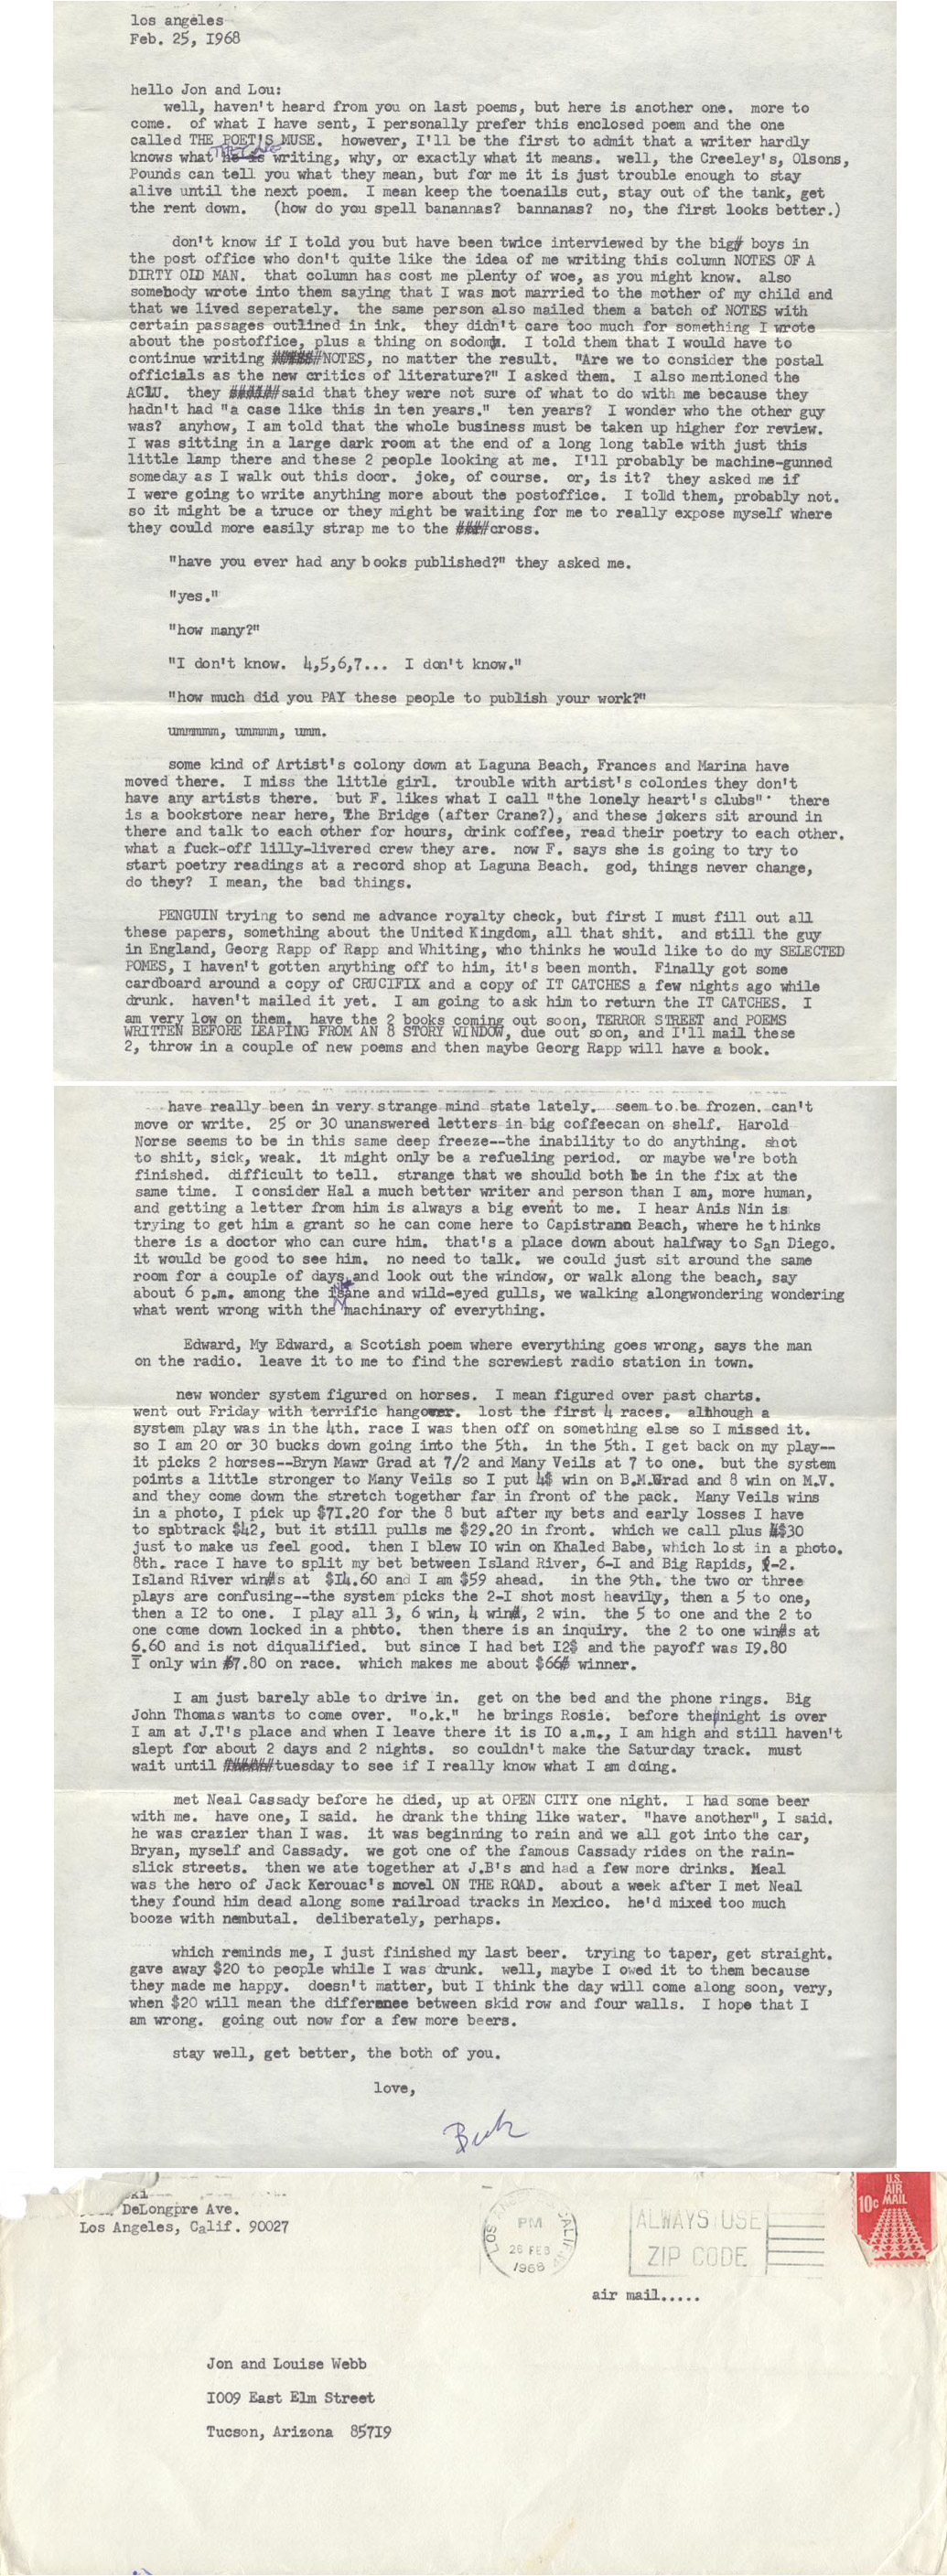 los angeles
Feb. 25, I968
hello Jon and Lou:
well, haven't heard from you on last poems, but here is another one. more to
come. of what I have sent, I personally prefer this enclosed poem and the one
called THE POET'S MUSE. however, I'll be the first to admit that a writer hardly
knows what he is writing, why, or exactly what it means. well, the Creeley's, Olsons,
Pounds can tell you what they mean, but for me it is just trouble enough to stay
alive until the next poem. I mean keep the toenails cut, stay out of the tank, get
the rent down. (how do you spell banannas? bannanas? no, the first looks better.)
don't know if I told you but have been twice interviewed by the big boys in
the post office who don't quite like the idea of me writing this column NOTES OF A
DIRTY OLD MAN. that column has cost me plenty of woe, as you might know. also
somebody wrote into them saying that I was not married to the mother of my child and
that we lived seperately. the same person also mailed them a batch of NOTES with
certain passages outlined in ink. they didn't care too much for something I wrote
about the postoffice, plus a thing on sodomy. I told them that I would have to
continue writing ######NOTES, no matter the result. "Are we to consider the postal
officials as the new critics of literature?" I asked them. I also mentioned the
ACLU. they ######said that they were not sure of what to do with me because they
hadn't had "a case like this in ten years." ten years? I wonder who the other guy
was? anyhow, I am told that the whole business must be taken up higher for review.
I was sitting in a large dark room at the end of a long long table with just this
little lamp there and these 2 people looking at me. I'll probably be machine-gunned
someday as I walk out this door. joke, of course. or, is it? they asked me if
I were going to write anything more about the postoffice. I told them, probably not.
so it might be a truce or they might be waiting for me to really expose myself where
they could more easily strap me to the ####cross.
"have you ever had any books published?" they asked me.
"yes."
"how many?"
"I don't know. 4,5,6,7... I don't know."
"how much did you PAY these people to publish your work?"
ummmmm, ummmm, umm.
some kind of Artist's colony down at Laguna Beach, Frances and Marina have
moved there. I miss the little girl. trouble with artist's colonies they don't
have any artists there. but F. likes what I call "the lonely heart's clubs". there
is a bookstore near here, The Bridge (after Crane?), and these jokers sit around in
there and talk to each other for hours, drink coffee, read their poetry to each other.
what a fuck-off lilly-livered crew they are. now F. says she is going to try to
start poetry readings at a record shop at Laguna Beach. god, things never change,
do they? I mean, the bad things.
PENGUIN trying to send me advance royalty check, but first I must fill out all
these papers, something about the United Kingdom, all that shit. and still the guy
in England, Georg Rapp of Rapp and Whiting, who thinks he would like to do my SELECTED
POMES, I haven't gotten anything off to him, it's been month. Finally got some
cardboard around a copy of CRUCIFIX and a copy of IT CATCHES a few nights ago while
drunk. haven't mailed it yet. I am going to ask him to return the IT CATCHES. I
am very low on them. have the 2 books coming out soon, TERROR STREET and POEMS
WRITTEN BEFORE LEAPING FROM AN 8 STORY WINDOW, due out soon, and I'll mail these
2, throw in a couple of new poems and then maybe Georg Rapp will have a book.
have really been in very strange mind state lately. seem to be frozen. can't
move or write. 25 or 30 unanswered letters in big coffeecan on shelf. Harold
Norse seems to be in this same deep freeze--the inability to do anything. shot
to shit, sick, weak. it might only be a refueling period. or maybe we're both
finished. difficult to tell. strange that we should both be in the fix at the
same time. I consider Hal a much better writer and person than I am, more human,
and getting a letter from him is always a big event to me. I hear Anis Nin is
trying to get him a grant so he can come here to Capistrann Beach, where he thinks
there is a doctor who can cure him. that's a place down about halfway to San Diego.
it would be good to see him. no need to talk. we could just sit around the same
room for a couple of days and look out the window, or walk along the beach, say
about 6 p.m. among the insane and wild-eyed gulls, we walking alongwondering wondering
what went wrong with the machinary of everything.
Edward, My Edward, a Scotish poem where everything goes wrong, says the man
on the radio. leave it to me to find the screwiest radio station in town.
new wonder system figured on horses. I mean figured over past charts.
went out Friday with terrific hangover. lost the first 4 races. although a
system play was in the 4th. race I was then off on something else so I missed it.
so I am 20 or 30 bucks down going into the 5th. in the 5th. I get back on my play--
it picks 2 horses--Bryn Mawr Grad at 7/2 and Many Veils at 7 to one. but the system
points a little stronger to Many Veils so I put 4$ win on B.M.Grad and 8 win on M.V.
and they come down the stretch together far in front of the pack. Many Veils wins
in a photo, I pick up $7I.20 for the 8 but after my bets and early losses I have
to subtrack $42, but it still pulls me $29.20 in front. which we call plus $30
just to make us feel good. then I blew I0 win on Khaled Babe, which lost in a photo.
8th. race I have to split my bet between Island River, 6-I and Big Rapids, -2.
Island River wins at $I4.60 and I am $59 ahead. in the 9th. the two or three
plays are confusing--the system picks the 2-I shot most heavily, then a 5 to one,
then a I2 to one. I play all 3, 6 win, 4 win, 2 win. the 5 to one and the 2 to
one come down locked in a photo. then there is an inquiry. the 2 to one wins at
6.60 and is not diqualified. but since I had bet I2$ and the payoff was I9.80
I only win $7.80 on race. which makes me about $66 winner.
I am just barely able to drive in. get on the bed and the phone rings. Big
John Thomas wants to come over. "o.k." he brings Rosie. before the night is over
I am at J.T's place and when I leave there it is I0 a.m., I am high and still haven't
slept for about 2 days and 2 nights. so couldn't make the Saturday track. must
wait until ######tuesday to see if I really know what I am doing.
met Neal Cassady before he died, up at OPEN CITY one night. I had some beer
with me. have one, I said. he drank the thing like water. "have another", I said.
he was crazier than I was. it was beginning to rain and we all got into the car,
Bryan, myself and Cassady. we got one of the famous Cassady rides on the rain-
slick streets. then we ate together at J.B's and had a few more drinks. Neal
was the hero of Jack Kerouac's novel ON THE ROAD. about a week after I met Neal
they found him dead along some railroad tracks in Mexico. he'd mixed too much
booze with nembutal. deliberately, perhaps.
which reminds me, I just finished my last beer. trying to taper, get straight.
gave away $20 to people while I was drunk. well, maybe I owed it to them because
they made me happy. doesn't matter, but I think the day will come along soon, very,
when $20 will mean the difference between skid row and four walls. I hope that I
am wrong. going out now for a few more beers.
stay well, get better, the both of you.
love,
Buk
DeLongpre Ave.
Los Angeles, Calif. 90027
LOS ANGELES CALIF.
PM
26 FEB
1968
ALWAYS USE
ZIP CODE
U.S.
AIR
MAIL
10c
air mail.....
Jon and Louise Webb
I009 East Elm Street
Tucson, Arizona 857I9